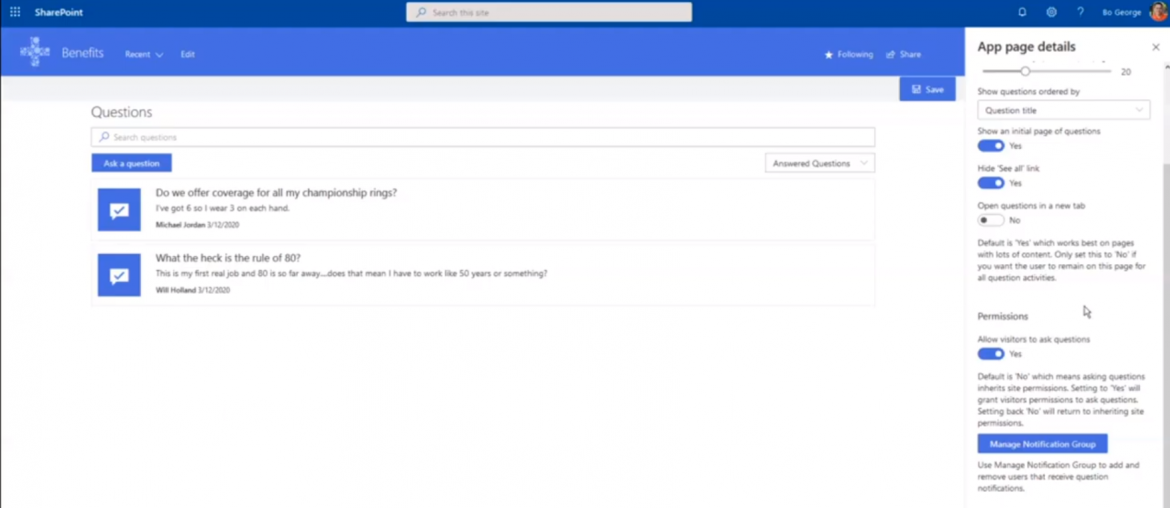 SharePoint
Search this site
Bo George
Benefits
Recent
Edit
Following
Share
Save
Questions
Search questions
Ask a question
Answered Questions
Do we offer coverage for all my championship rings?
I've got 6 so I wear 3 on each hand.
Michael Jordan 3/12/2020
What the heck is the rule of 80?
This is my first real job and 80 is so far away....does that mean I have to work like 50 years or something?
Will Holland 3/12/2020
App page details
20
Show questions ordered by
Question title
Show an initial page of questions
Yes
Hide 'See all' link
Yes
Open questions in a new tab
No
Default is 'Yes' which works best on pages
with lots of content. Only set this to 'No' if
you want the user to remain on this page for
all question activities.
Permissions
Allow visitors to ask questions
Yes
Default is 'No' which means asking questions
inherits site permissions. Setting to 'Yes' will
grant visitors permissions to ask questions.
Setting back 'No' will return to inheriting site
permissions.
Manage Notification Group
Use Manage Notification Group to add and
remove users that receive question
notifications.